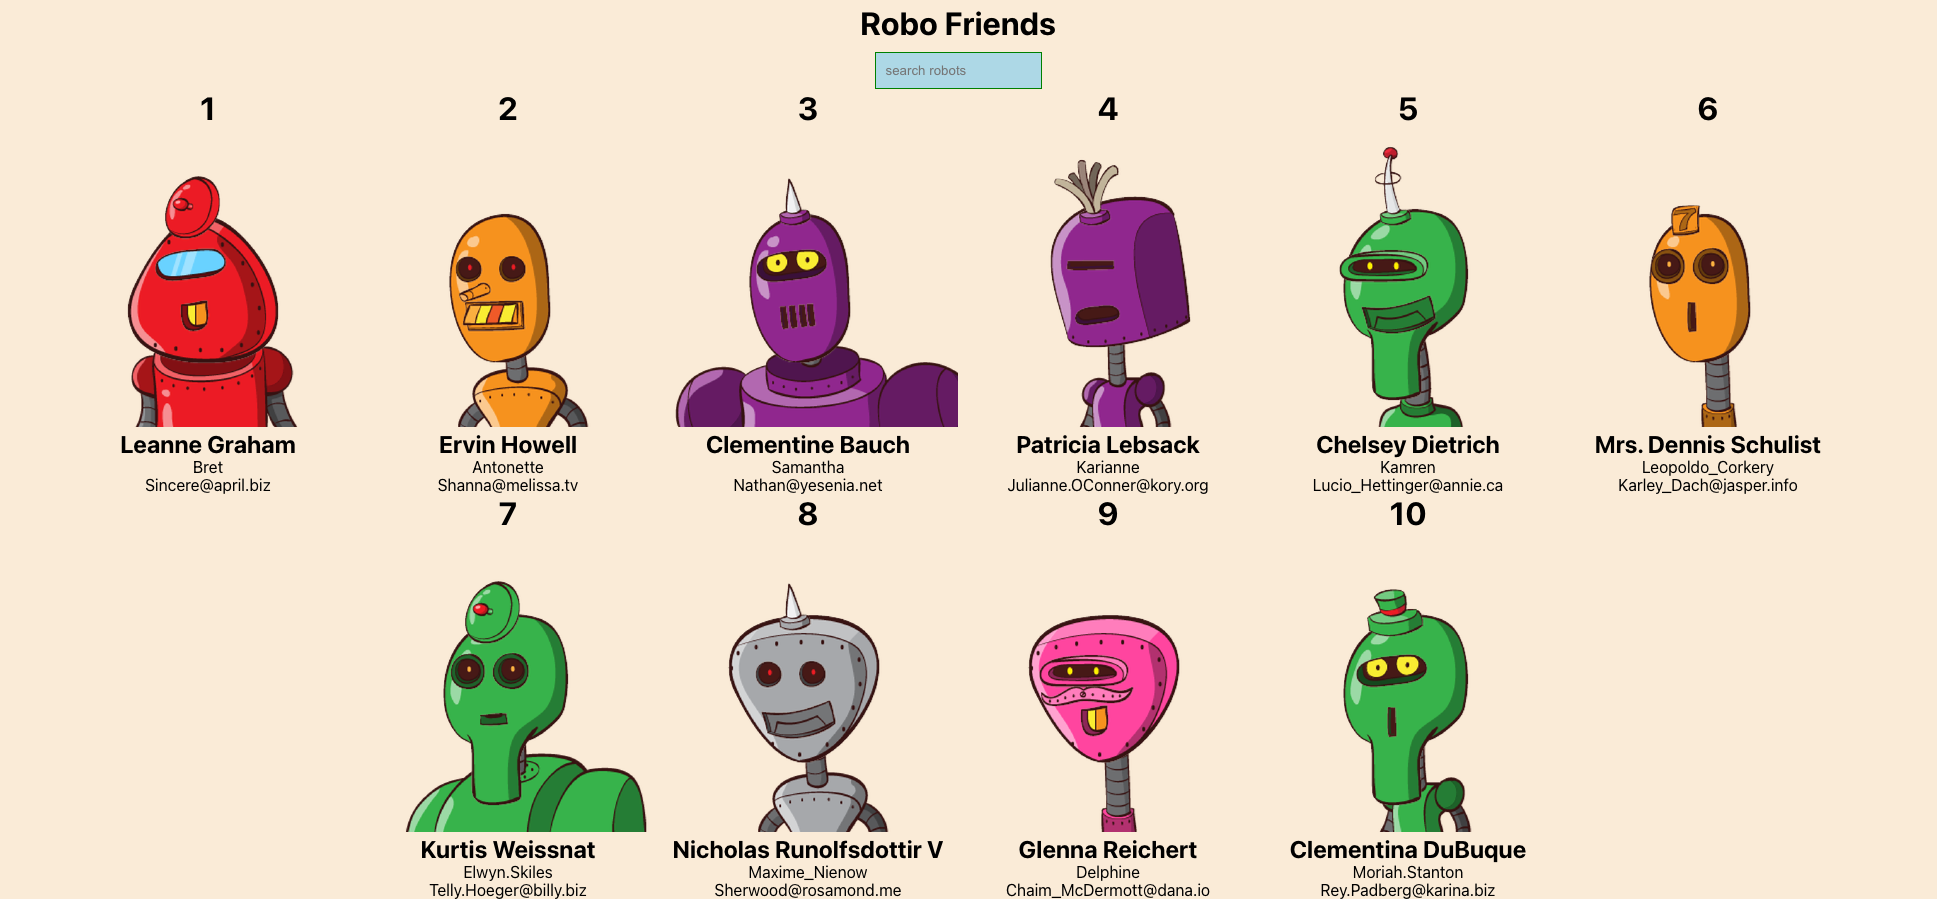 Robo Friends
search robots
1
2
3
4
5
6
7
Leanne Graham
Bret
Sincere@april.biz
Ervin Howell
Antonette
Shanna@melissa.tv
Clementine Bauch
Samantha
Nathan@yesenia.net
Patricia Lebsack
Karianne
Julianne.OConner@kory.org
Chelsey Dietrich
Kamren
Lucio_Hettinger@annie.ca
Mrs. Dennis Schulist
Leopoldo_Corkery
Karley_Dach@jasper.info
7
8
9
10
Kurtis Weissnat
Elwyn.Skiles
Telly.Hoeger@billy.biz
Nicholas Runolfsdottir V
Maxime_Nienow
Sherwood@rosamond.me
Glenna Reichert
Delphine
Chaim_McDermott@dana.io
Clementina DuBuque
Moriah.Stanton
Rey.Padberg@karina.biz